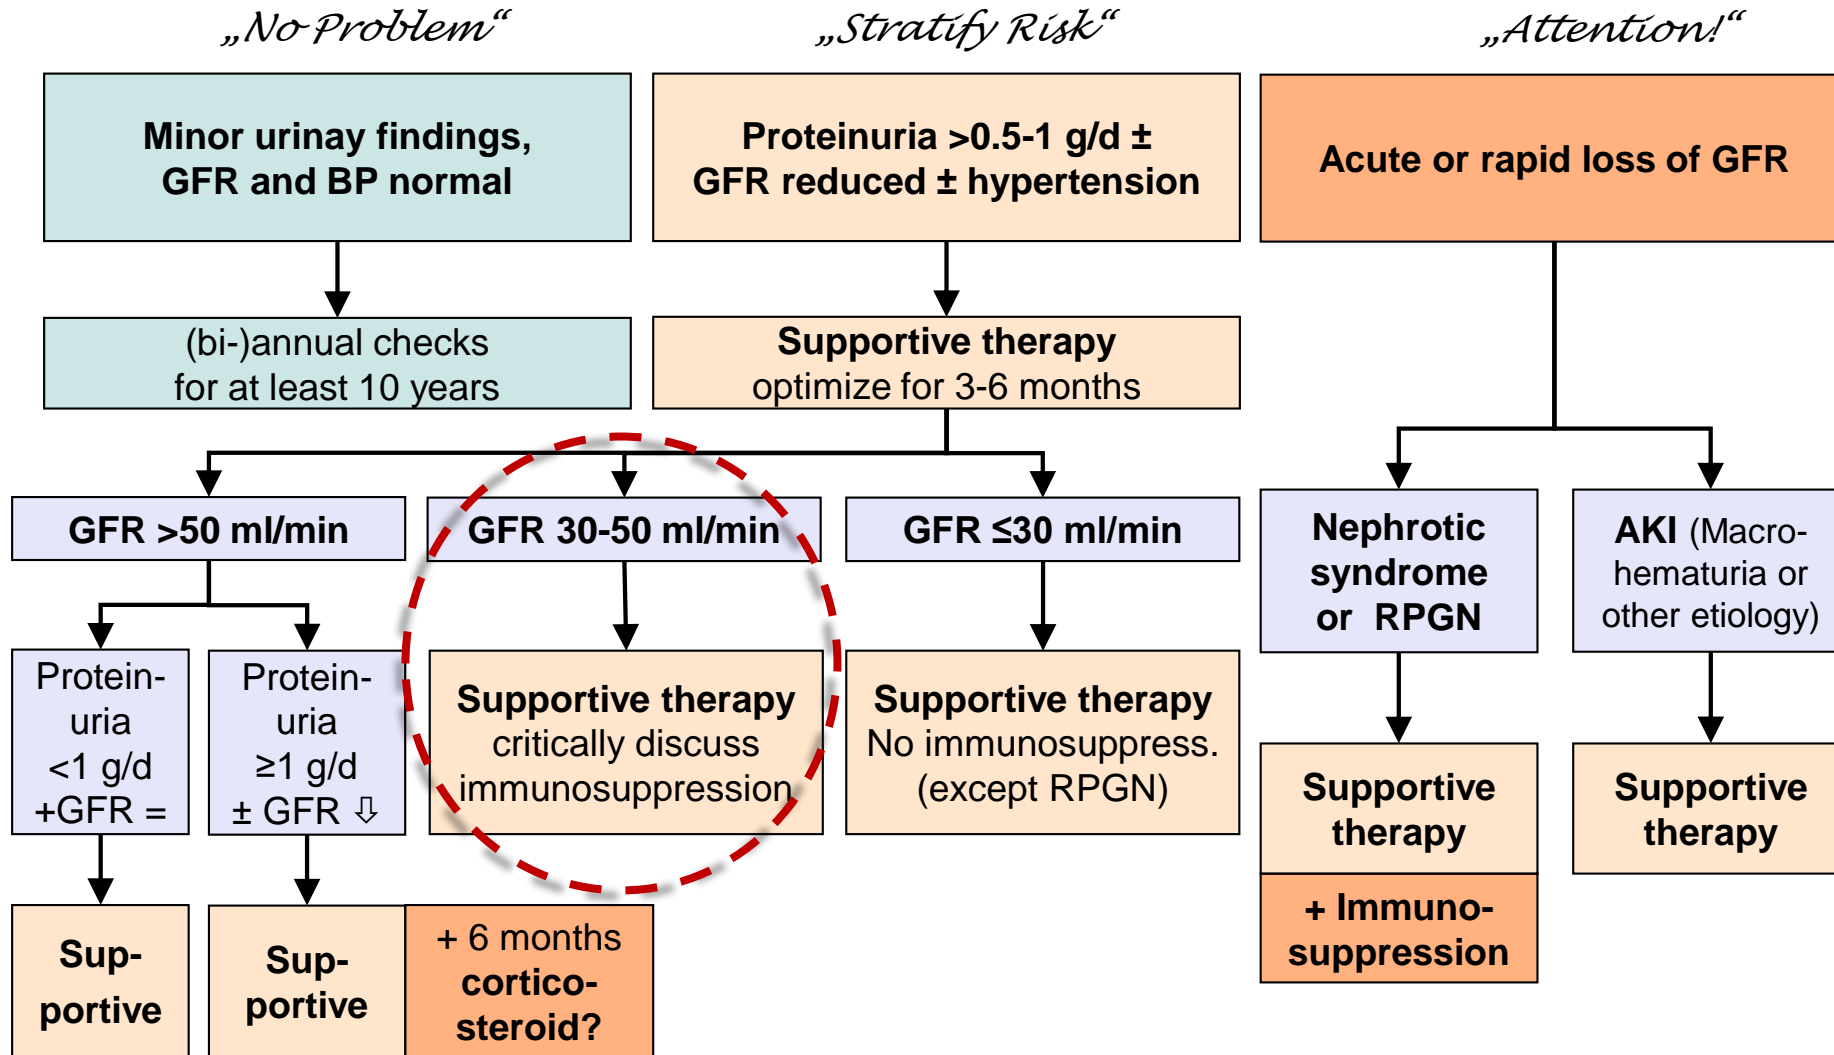 „No Problem“
„Stratify Risk“
„Attention!“
Minor urinay findings,
GFR and BP normal
Proteinuria >0.5-1 g/d ±
GFR reduced ± hypertension
Acute or rapid loss of GFR
(bi-)annual checks
for at least 10 years
Supportive therapy
optimize for 3-6 months
GFR >50 ml/min
GFR 30-50 ml/min
GFR ≤30 ml/min
Nephrotic
syndrome
or RPGN
AKI (Macro-
hematuria or
other etiology)
Protein-
uria
<1 g/d
+GFR =
Protein-
uria
≥1 g/d
± GFR ⇩
Supportive therapy
critically discuss
immunosuppression
Supportive therapy
No immunosuppress.
(except RPGN)
Supportive
therapy
+ Immuno-
suppression
Supportive
therapy
Sup-
portive
Sup-
portive
+ 6 months
cortico-
steroid?